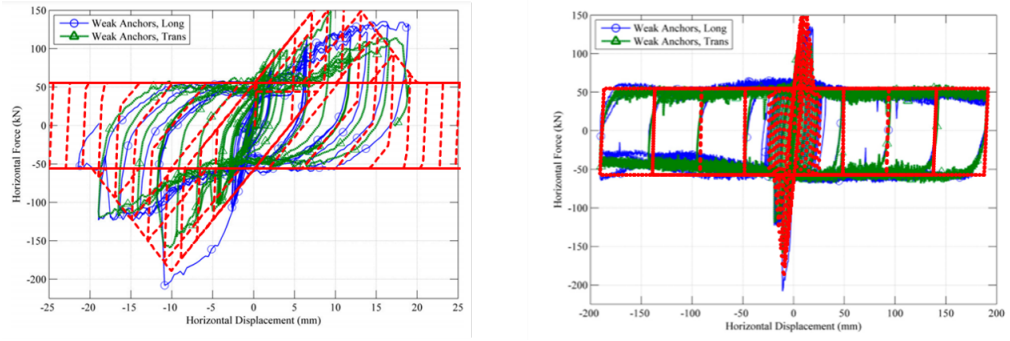 150
Weak Anchors, Long
Weak Anchors, Trans
100
50
0
-50
-100
-150
-200
Horizontal Force (kN)
-25 -20 -15 -10 -5 0 5 10 15 20 25
Horizontal Displacement (mm)
150
Weak Anchors, Long
Weak Anchors, Trans
100
50
0
-50
-100
-150
-200
Horizontal Force (kN)
-200 -150 -100 -50 0 50 100 150 200
Horizontal Displacement (mm)